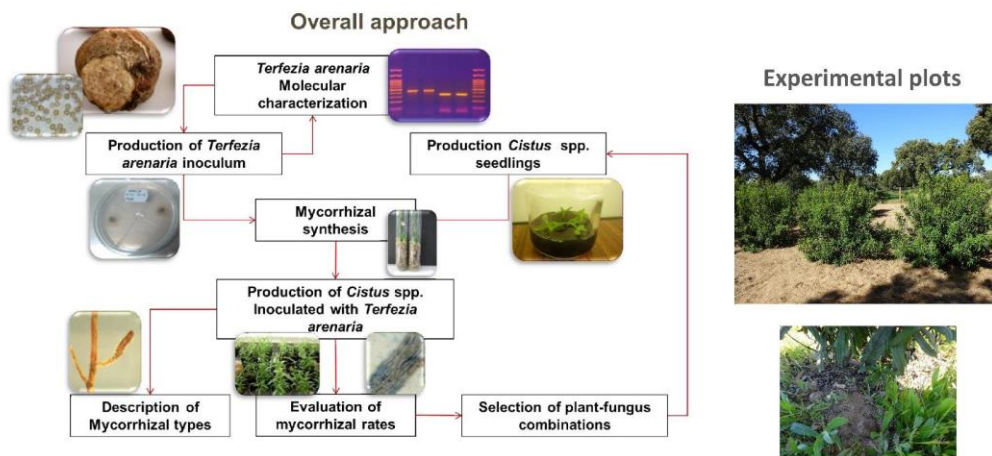 Overall approach
Terfezia arenaria
Molecular
characterization
Experimental plots
Production of Terfezia
arenaria inoculum
Production Cistus spp.
seedlings
Mycorrhizal
synthesis
Production of Cistus spp.
Inoculated with Terfezia
arenaria
Description of
Mycorrhizal types
Evaluation of
mycorrhizal rates
Selection of plant-fungus
combinations